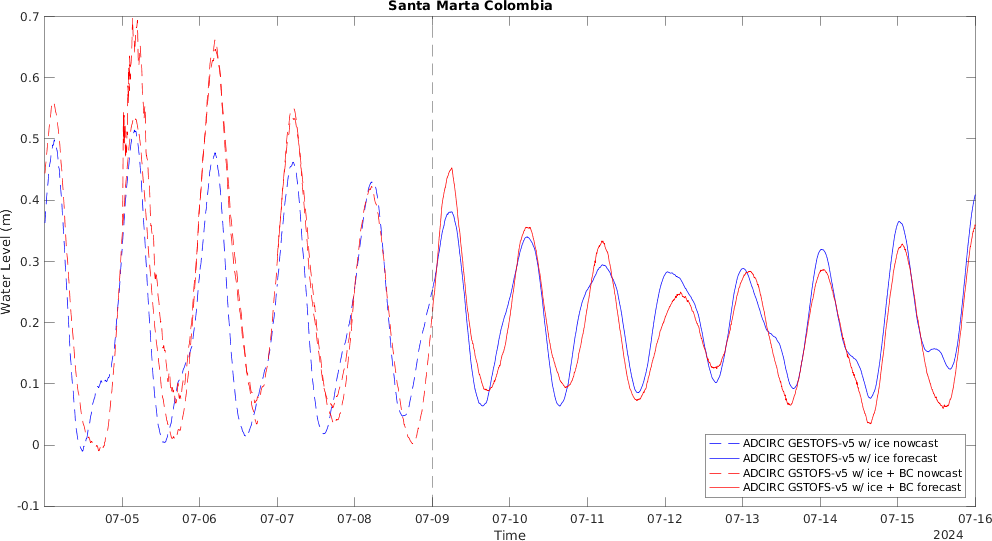 Santa Marta Colombia
0.7
0.6
0.5
0.4
0.3
0.2
0.1
0
-0.1
Water Level (m)
ADCIRC GESTOFS-v5 w/ ice nowcast
ADCIRC GESTOFS-v5 w/ ice forecast
ADCIRC GSTOFS-v5 w/ ice + BC nowcast
ADCIRC GSTOFS-v5 w/ ice + BC forecast
07-05 07-06 07-07 07-08 07-09 07-10 07-11 07-12 07-13 07-14 07-15 07-16
Time
2024